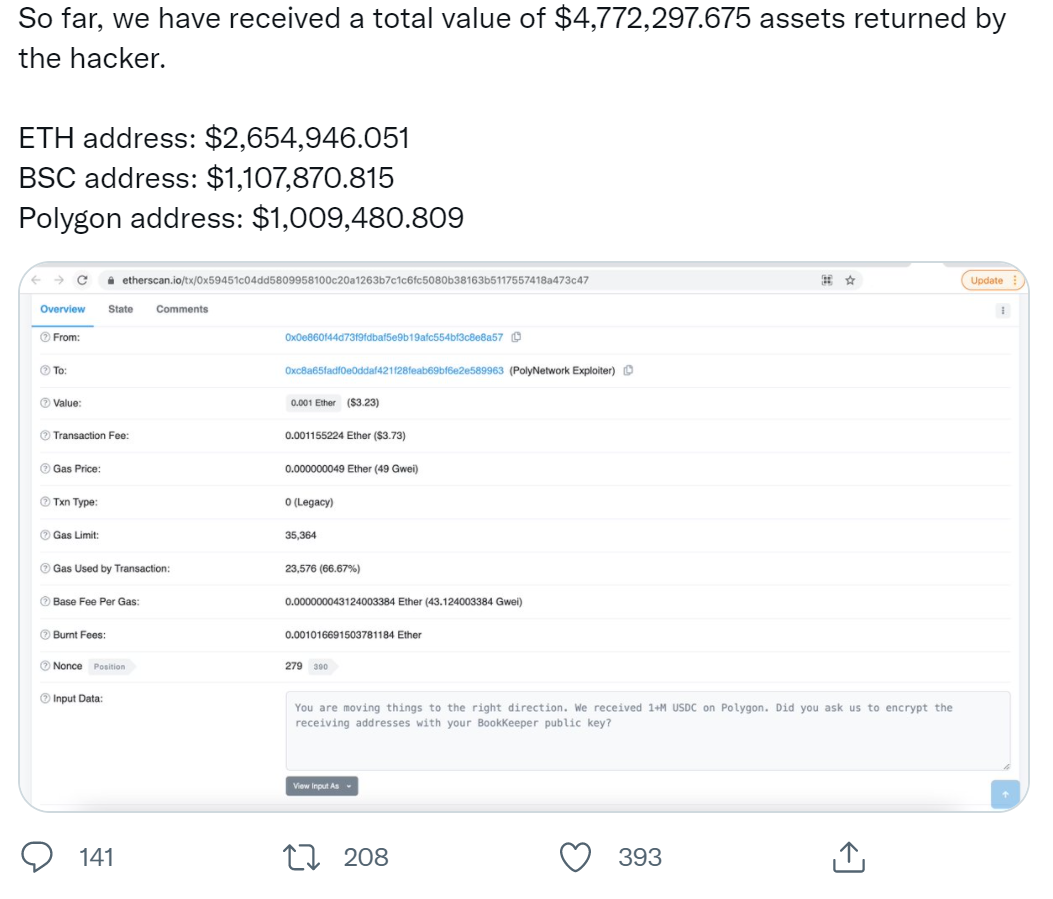 So far, we have received a total value of $4,772,297.675 assets returned by
the hacker.
ETH address: $2,654,946.051
BSC address: $1,107,870.815
Polygon address: $1,009,480.809
etherscan.io/tx/0x59451c04dd5809958100c20a1263b7c1c6fc5080b38163b5117557418a473c47 Update
Overview State Comments
From: 0x0e860f44d73f9fdbaf5e9b19afc554bf3c8e8a57
To: 0xc8a65fadf0e0ddaf421f28feab69bf6e2e589963 (PolyNetwork Exploiter)
Value: 0.001 Ether ($3.23)
Transaction Fee: 0.001155224 Ether ($3.73)
Gas Price: 0.000000049 Ether (49 Gwei)
Txn Type: 0 (Legacy)
Gas Limit: 35,364
Gas Used by Transaction: 23,576 (66.67%)
Base Fee Per Gas: 0.000000043124003384 Ether (43.124003384 Gwei)
Burnt Fees: 0.001016691503781184 Ether
Nonce Position 279 390
Input Data: You are moving things to the right direction. We received 1+M USDC on Polygon. Did you ask us to encrypt the
receiving addresses with your BookKeeper public key?
View Input As
141 208 393